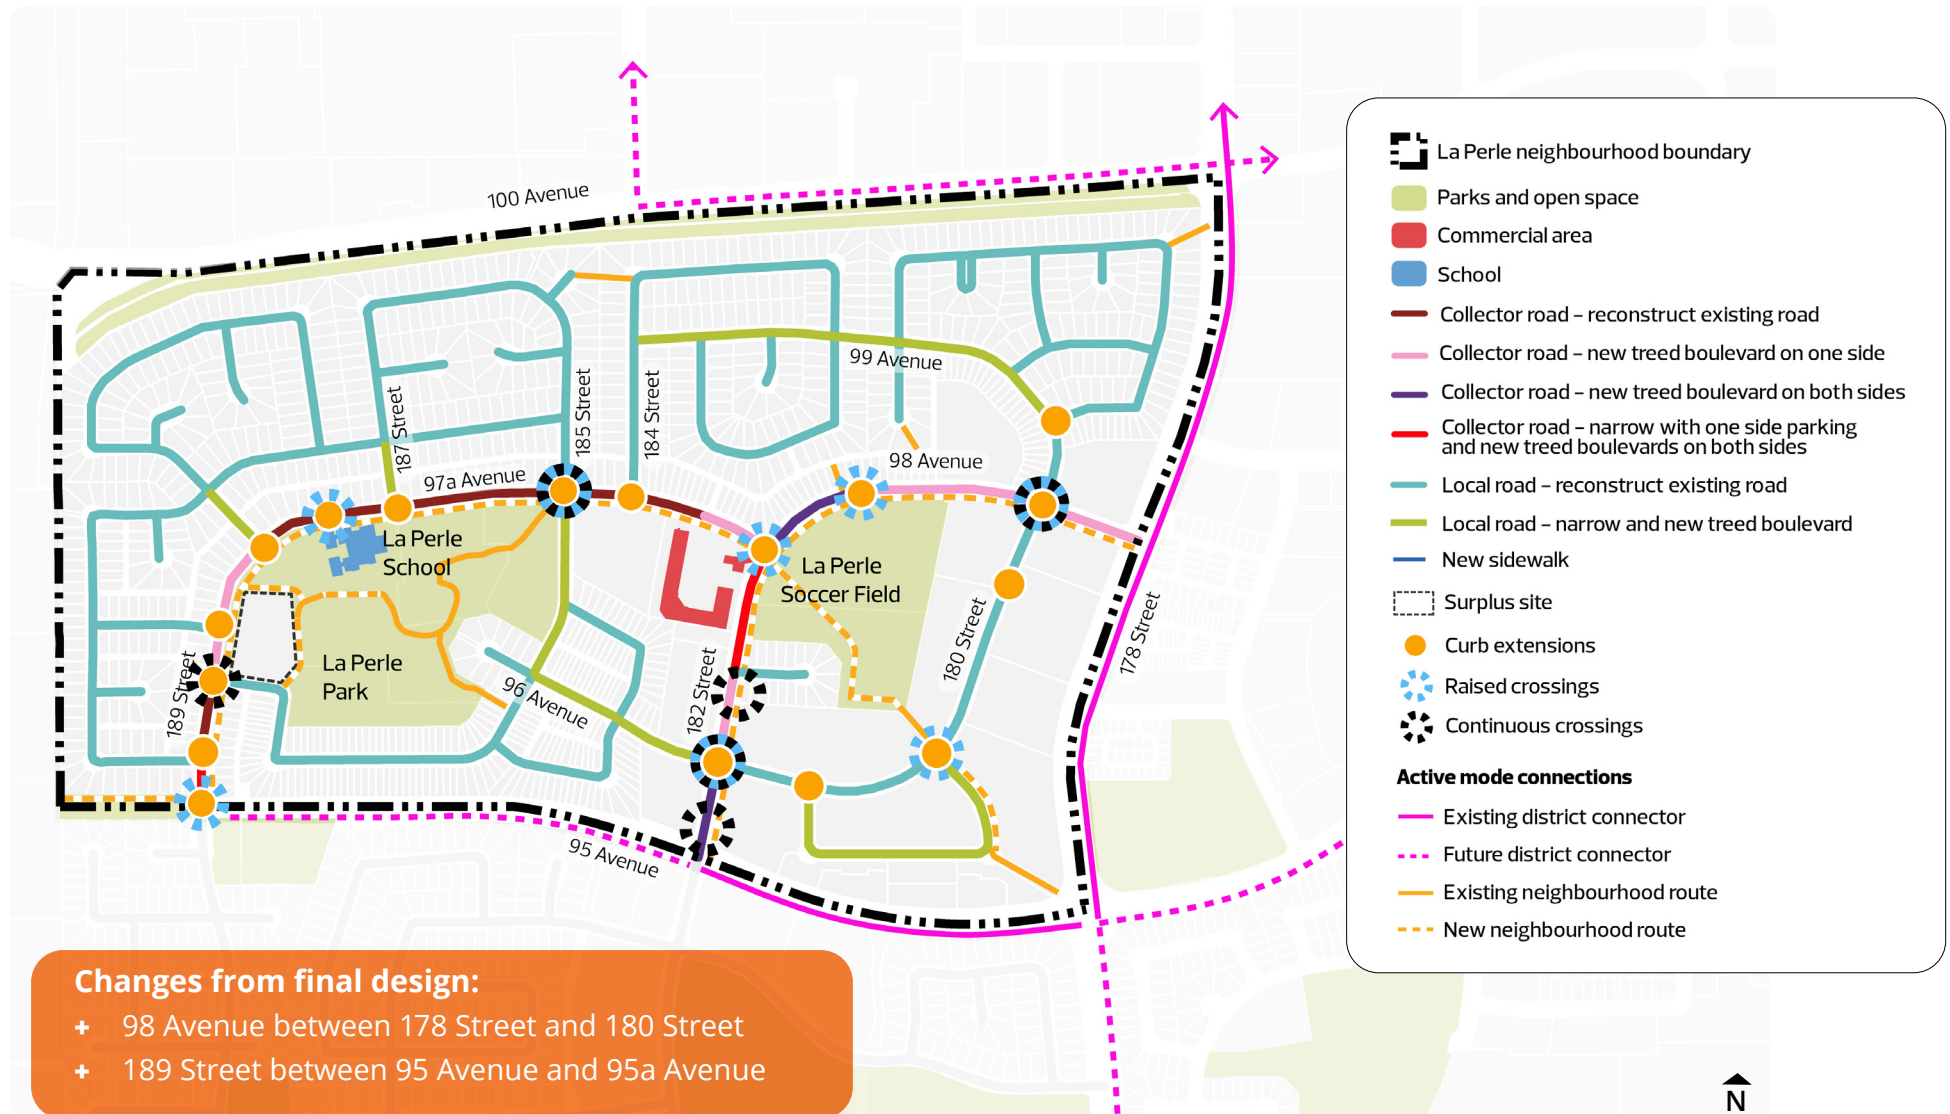 100 Avenue
99 Avenue
187 Street
185 Street
184 Street
98 Avenue
97a Avenue
La Perle
School
La Perle
Soccer Field
180 Street
178 Street
La Perle
Park
189 Street
96 Avenue
182 Street
95 Avenue
La Perle neighbourhood boundary
Parks and open space
Commercial area
School
Collector road – reconstruct existing road
Collector road – new treed boulevard on one side
Collector road – new treed boulevard on both sides
Collector road – narrow with one side parking
and new treed boulevards on both sides
Local road – reconstruct existing road
Local road – narrow and new treed boulevard
New sidewalk
Surplus site
Curb extensions
Raised crossings
Continuous crossings
Active mode connections
Existing district connector
Future district connector
Existing neighbourhood route
New neighbourhood route
Changes from final design:
+ 98 Avenue between 178 Street and 180 Street
+ 189 Street between 95 Avenue and 95a Avenue
N